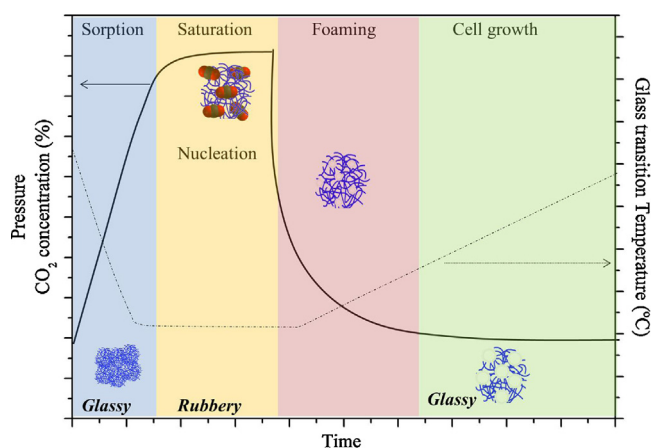 Sorption
Saturation
Foaming
Cell growth
Nucleation
Pressure
CO₂ concentration (%)
Glass transition Temperature (°C)
Glassy
Rubbery
Glassy
Time